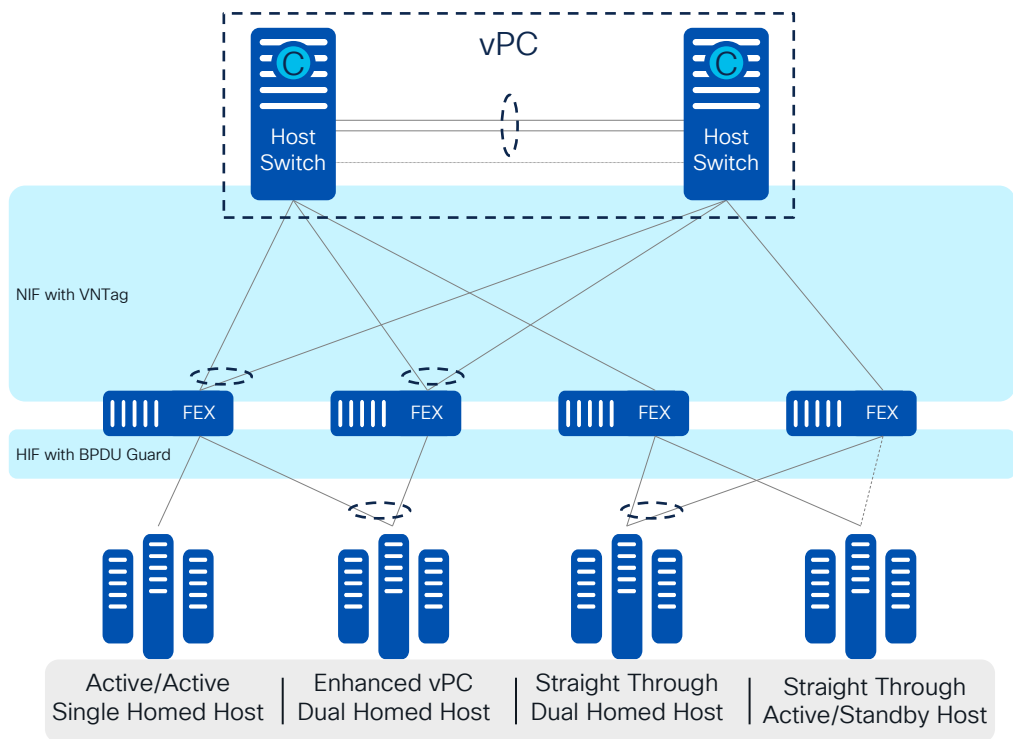 vPC
C
C
Host
Switch
Host
Switch
NIF with VNTag
FEX
FEX
FEX
FEX
HIF with BPDU Guard
Active/Active
Single Homed Host
Enhanced vPC
Dual Homed Host
Straight Through
Dual Homed Host
Straight Through
Active/Standby Host